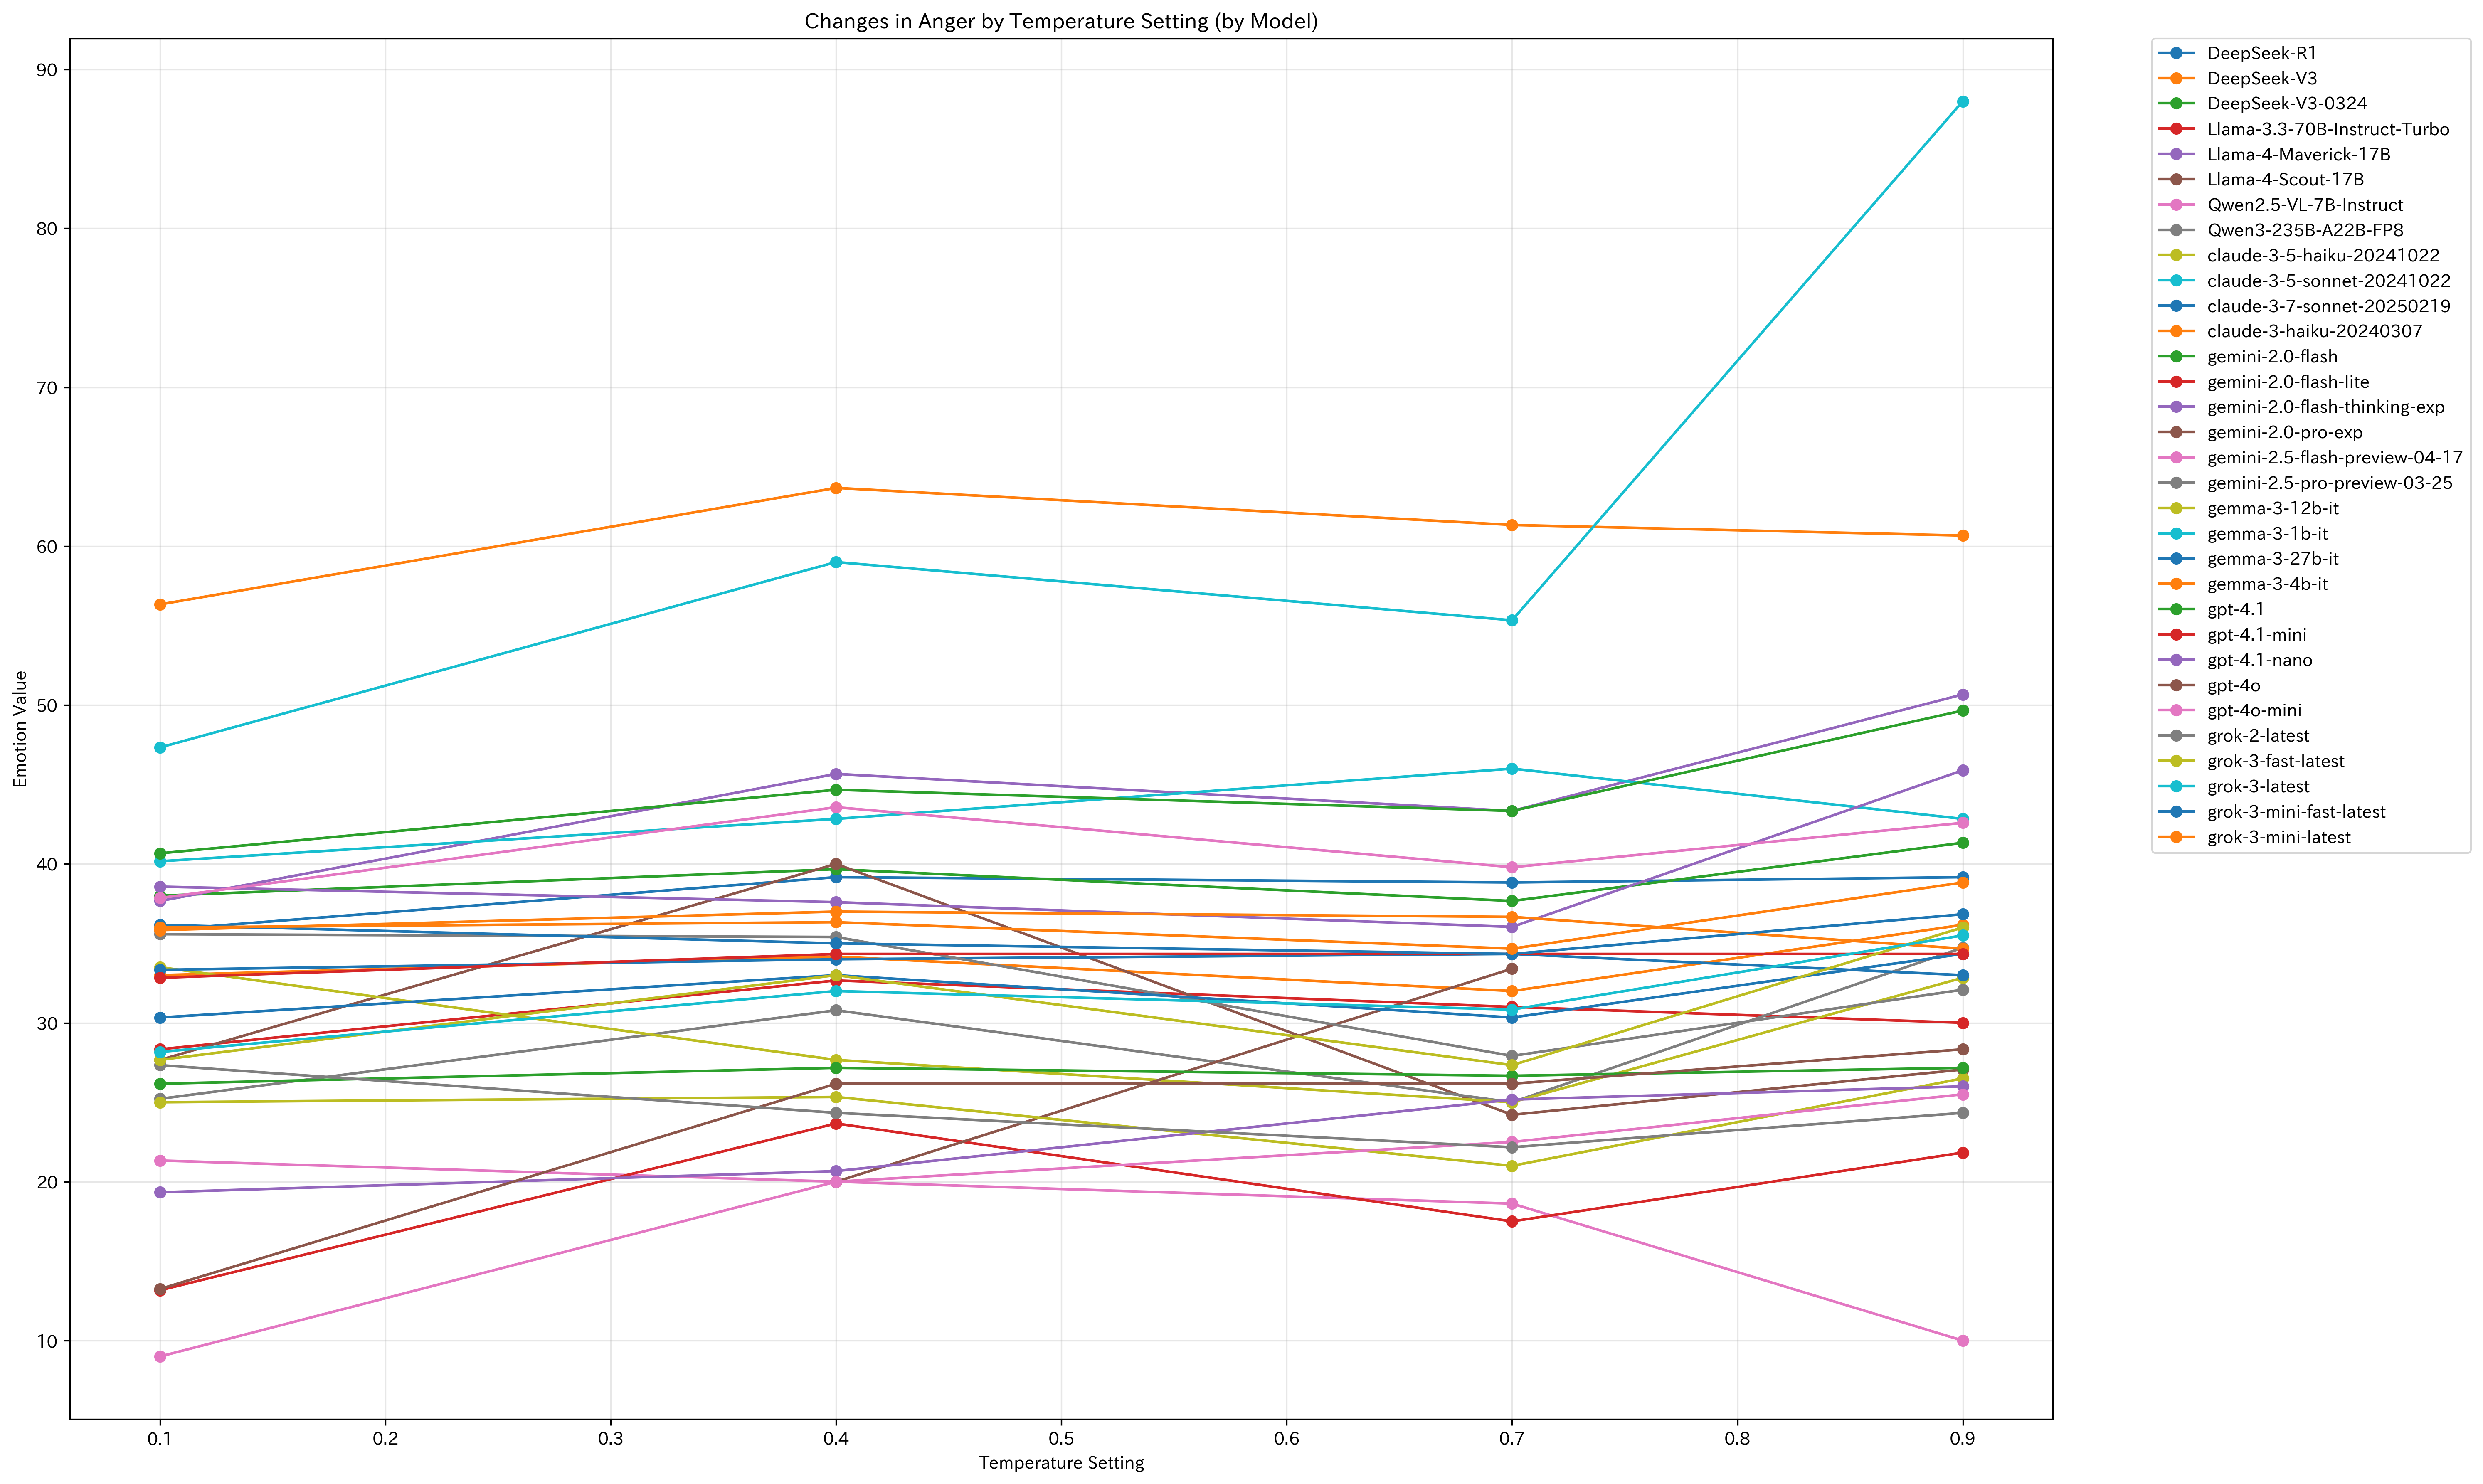 Changes in Anger by Temperature Setting (by Model)
90
80
70
60
50
40
30
20
10
Emotion Value
0.1 0.2 0.3 0.4 0.5 0.6 0.7 0.8 0.9
Temperature Setting
DeepSeek-R1
DeepSeek-V3
DeepSeek-V3-0324
Llama-3.3-70B-Instruct-Turbo
Llama-4-Maverick-17B
Llama-4-Scout-17B
Qwen2.5-VL-7B-Instruct
Qwen3-235B-A22B-FP8
claude-3-5-haiku-20241022
claude-3-5-sonnet-20241022
claude-3-7-sonnet-20250219
claude-3-haiku-20240307
gemini-2.0-flash
gemini-2.0-flash-lite
gemini-2.0-flash-thinking-exp
gemini-2.0-pro-exp
gemini-2.5-flash-preview-04-17
gemini-2.5-pro-preview-03-25
gemma-3-12b-it
gemma-3-1b-it
gemma-3-27b-it
gemma-3-4b-it
gpt-4.1
gpt-4.1-mini
gpt-4.1-nano
gpt-4o
gpt-4o-mini
grok-2-latest
grok-3-fast-latest
grok-3-latest
grok-3-mini-fast-latest
grok-3-mini-latest